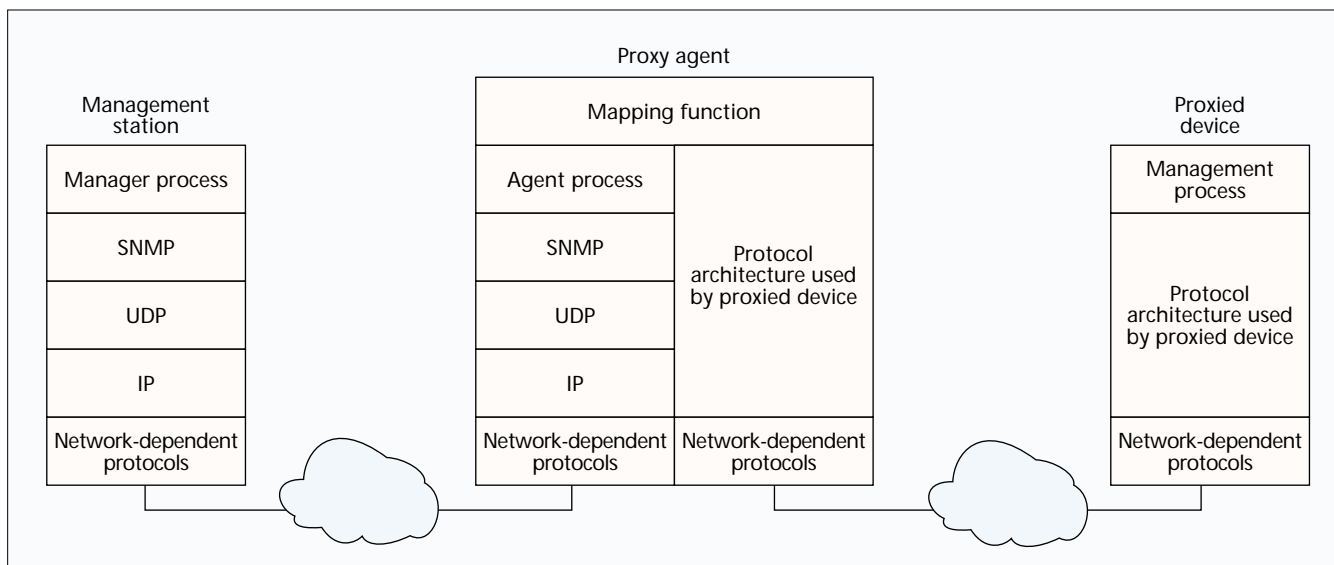 Management
station
Manager process
SNMP
UDP
IP
Network-dependent
protocols
Proxy agent
Mapping function
Agent process
SNMP
UDP
IP
Network-dependent
protocols
Protocol
architecture used
by proxied device
Network-dependent
protocols
Proxied
device
Management
process
Protocol
architecture used
by proxied device
Network-dependent
protocols